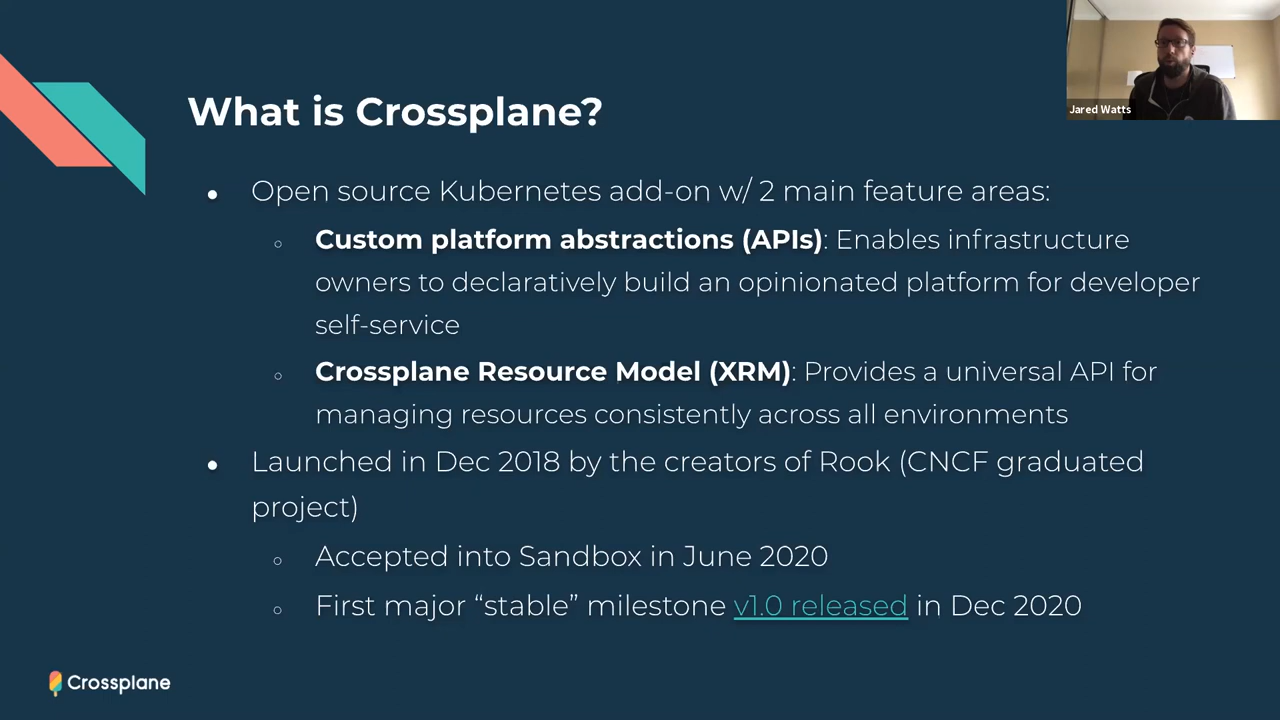 Jared Watts
What is Crossplane?
● Open source Kubernetes add-on w/ 2 main feature areas:
○ Custom platform abstractions (APIs): Enables infrastructure
owners to declaratively build an opinionated platform for developer
self-service
○ Crossplane Resource Model (XRM): Provides a universal API for
managing resources consistently across all environments
● Launched in Dec 2018 by the creators of Rook (CNCF graduated
project)
○ Accepted into Sandbox in June 2020
○ First major “stable” milestone v1.0 released in Dec 2020
Crossplane